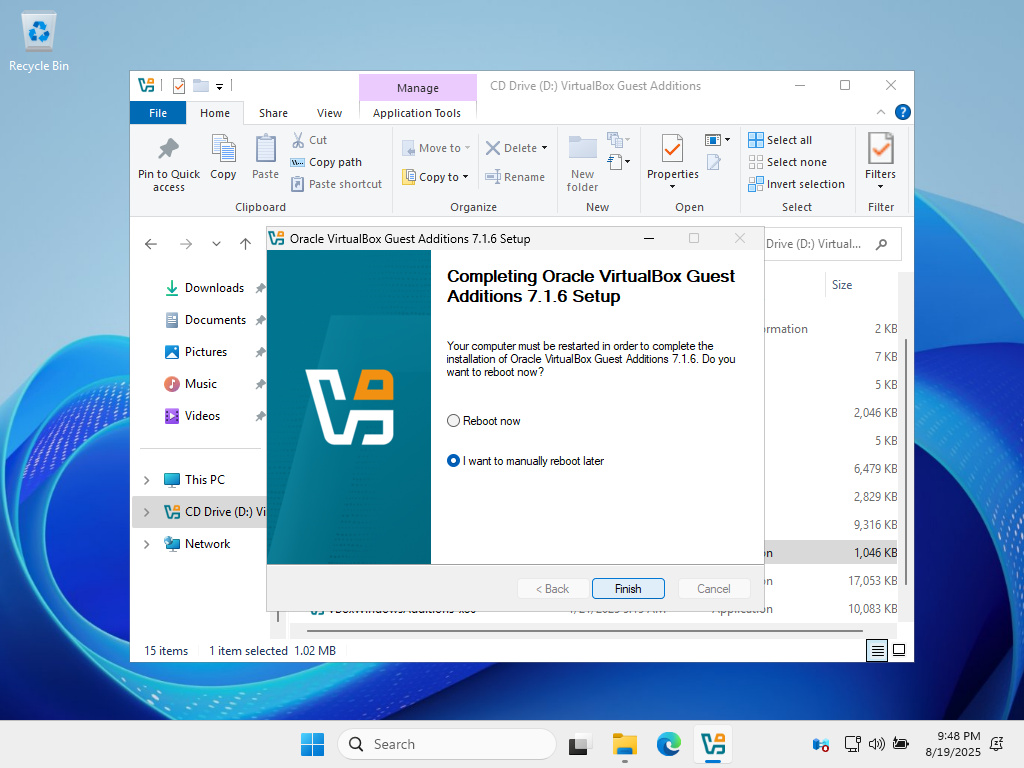 Recycle Bin
Manage
CD Drive (D:) VirtualBox Guest Additions
File
Home
Share
View
Application Tools
Pin to Quick access
Copy
Paste
Cut
Copy path
Paste shortcut
Clipboard
Move to
Copy to
Delete
Rename
Organize
New folder
New
Properties
Open
Select all
Select none
Invert selection
Select
Filters
Filter
Drive (D:) Virtual...
Oracle VirtualBox Guest Additions 7.1.6 Setup
Completing Oracle VirtualBox Guest
Additions 7.1.6 Setup
Your computer must be restarted in order to complete the
installation of Oracle VirtualBox Guest Additions 7.1.6. Do you
want to reboot now?
Reboot now
I want to manually reboot later
< Back
Finish
Cancel
Downloads
Documents
Pictures
Music
Videos
This PC
CD Drive (D:) Vi
Network
Size
2 KB
7 KB
5 KB
2,046 KB
5 KB
6,479 KB
2,829 KB
9,316 KB
1,046 KB
17,053 KB
10,083 KB
15 items
1 item selected 1.02 MB
Search
9:48 PM
8/19/2025